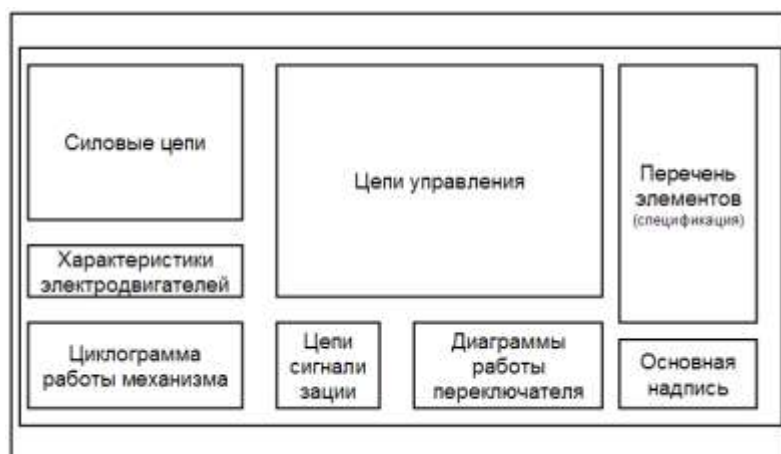 Силовые цепи
Характеристики
электродвигателей
Циклограмма
работы механизма
Цепи управления
Цепи
сигнали
зации
Диаграммы
работы
переключателя
Перечень
элементов
(спецификация)
Основная
надпись